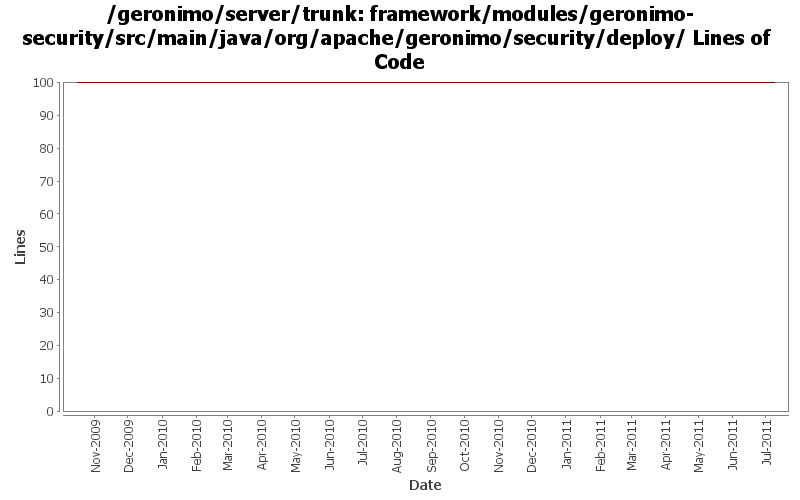 /geronimo/server/trunk: framework/modules/geronimo-
security/src/main/java/org/apache/geronimo/security/deploy/ Lines of
Code
100
90
80
70
60
50
40
30
20
10
0
Lines
Nov-2009
Dec-2009
Jan-2010
Feb-2010
Mar-2010
Apr-2010
May-2010
Jun-2010
Jul-2010
Aug-2010
Sep-2010
Oct-2010
Nov-2010
Dec-2010
Jan-2011
Feb-2011
Mar-2011
Apr-2011
May-2011
Jun-2011
Jul-2011
Date